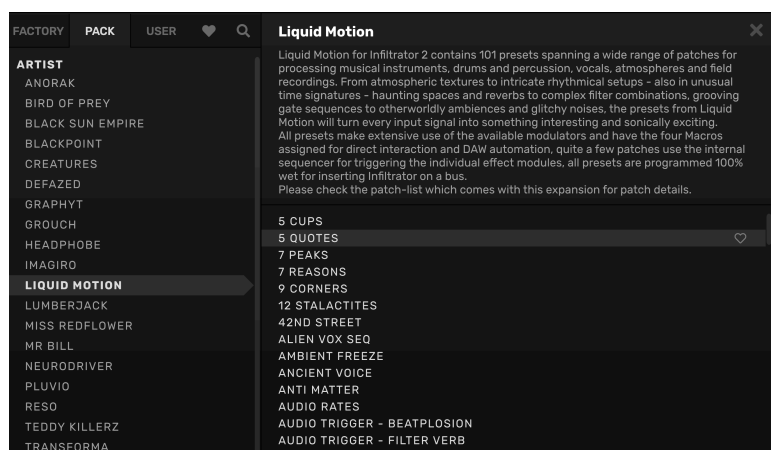 FACTORY PACK USER
ARTIST
ANORAK
BIRD OF PREY
BLACK SUN EMPIRE
BLACKPOINT
CREATURES
DEFAZED
GRAPHYT
GROUCH
HEADPHOBE
IMAGIRO
LIQUID MOTION
LUMBERJACK
MISS REDFLOWER
MR BILL
NEURODRIVER
PLUVIO
RESO
TEDDY KILLERZ
TRANSFORMA
Liquid Motion
Liquid Motion for Infiltrator 2 contains 101 presets spanning a wide range of patches for
processing musical instruments, drums and percussion, vocals, atmospheres and field
recordings. From atmospheric textures to intricate rhythmical setups - also in unusual
time signatures - haunting spaces and reverbs to complex filter combinations, grooving
gate sequences to otherworldly ambiences and glitchy noises, the presets from Liquid
Motion will turn every input signal into something interesting and sonically exciting.
All presets make extensive use of the available modulators and have the four Macros
assigned for direct interaction and DAW automation, quite a few patches use the internal
sequencer for triggering the individual effect modules, all presets are programmed 100%
wet for inserting Infiltrator on a bus.
Please check the patch-list which comes with this expansion for patch details.
5 CUPS
5 QUOTES
7 PEAKS
7 REASONS
9 CORNERS
12 STALACTITES
42ND STREET
ALIEN VOX SEQ
AMBIENT FREEZE
ANCIENT VOICE
ANTI MATTER
AUDIO RATES
AUDIO TRIGGER - BEATPLOSION
AUDIO TRIGGER - FILTER VERB